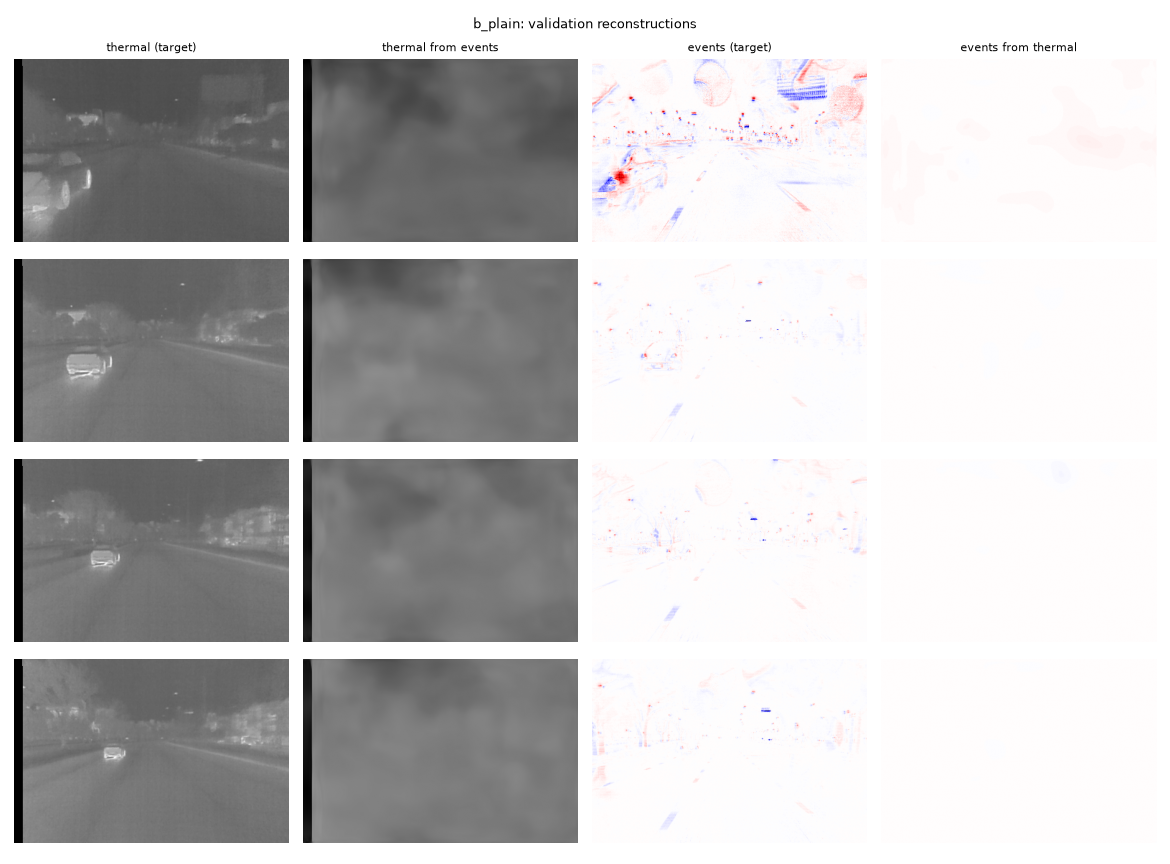 b_plain: validation reconstructions
thermal (target)
thermal from events
events (target)
events from thermal